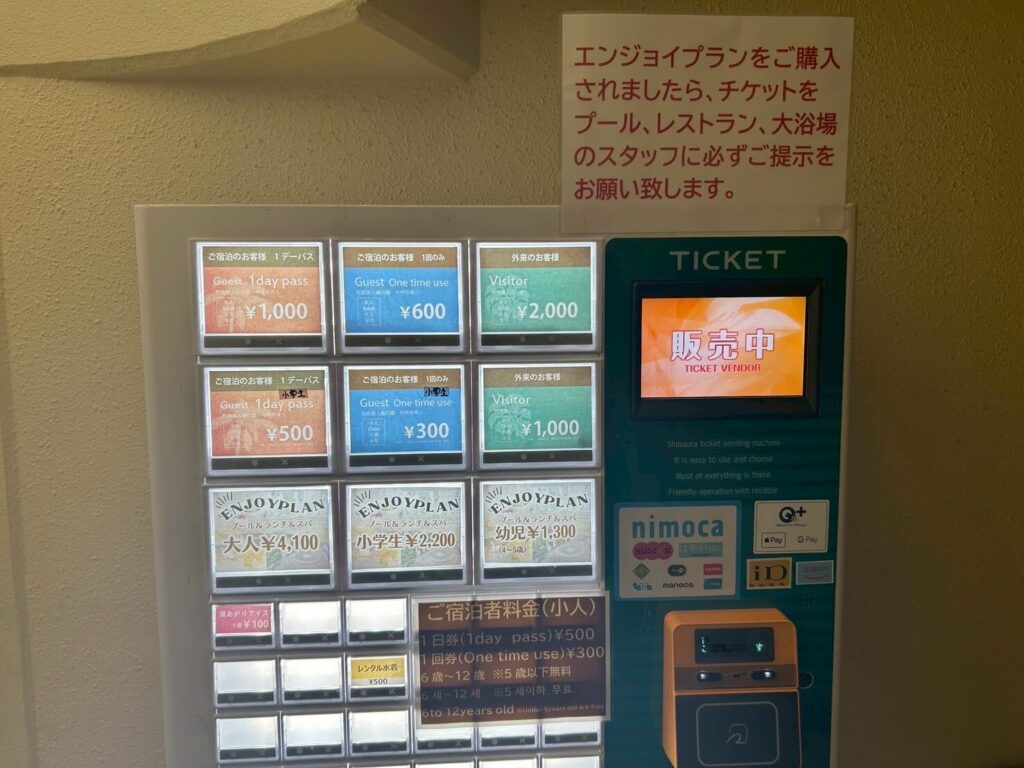 エンジョイプランをご購入
されましたら、チケットを
プール、レストラン、大浴場
のスタッフに必ずご提示を
お願い致します。
ご宿泊のお客様 1デーパス
Guest 1day pass
¥1,000
ご宿泊のお客様 1回のみ
Guest One time use
¥600
外来のお客様
Visitor
¥2,000
ご宿泊のお客様 1デーパス
小学生
Guest 1day pass
¥500
ご宿泊のお客様 1回のみ
小学生
Guest One time use
¥300
外来のお客様
Visitor
¥1,000
ENJOYPLAN
プール&ランチ&スパ
大人¥4,100
ENJOYPLAN
プール&ランチ&スパ
小学生¥2,200
ENJOYPLAN
プール&ランチ&スパ
幼児¥1,300
(4~5歳)
湯あがりアイス
¥100
レンタル水着
¥500
ご宿泊者料金(小人)
1日券(1day pass)¥500
1回券(One time use)¥300
6歳~12歳 ※5歳以下無料
6세~12세 ※5세이하 무료
6to 12years old ※Under 5years old are free
TICKET
販売中
TICKET VENDOR
Shibaura ticket vending machine
It is easy to use and choose
Most of everything is there
Friendly operation with reliable
nimoca
SUGOCA
はやかけん
manaca
Pay
G Pay
iD